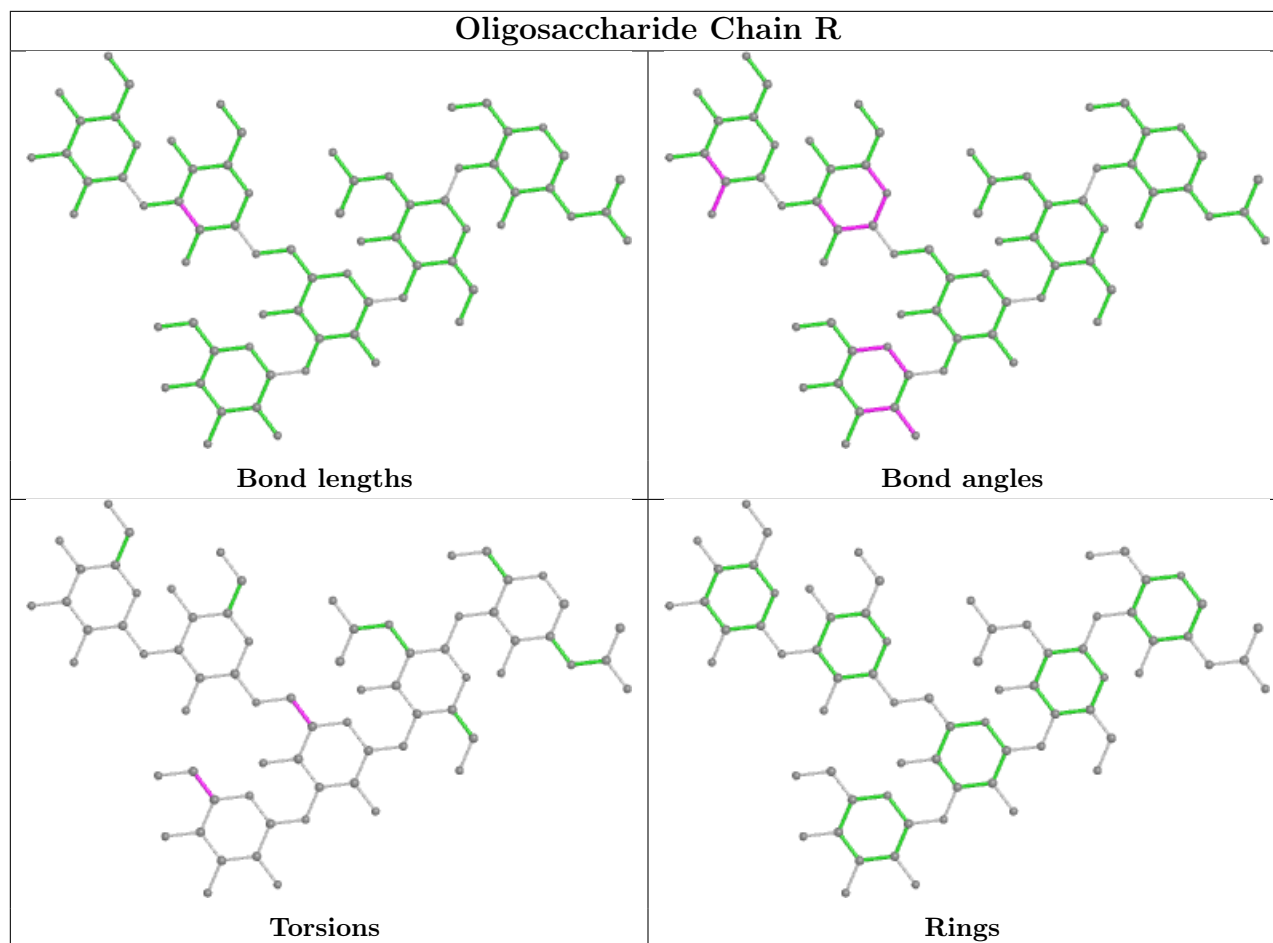 Oligosaccharide Chain R
Bond lengths
Bond angles
Torsions
Rings